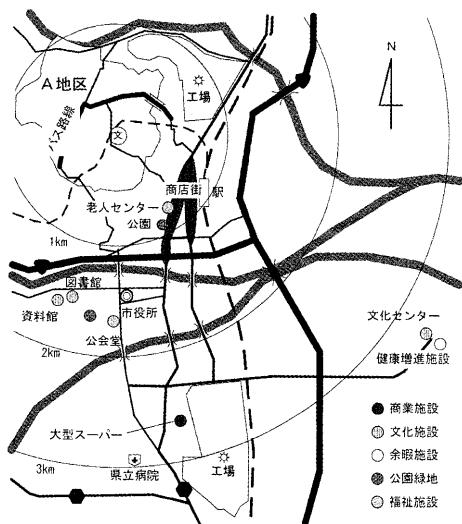 N
A地区
工場
バス路線
文
商店街
駅
老人センター
公園
1km
図書館
資料館
市役所
公会堂
2km
文化センター
健康増進施設
大型スーパー
県立病院
工場
3km
商業施設
文化施設
余暇施設
公園緑地
福祉施設